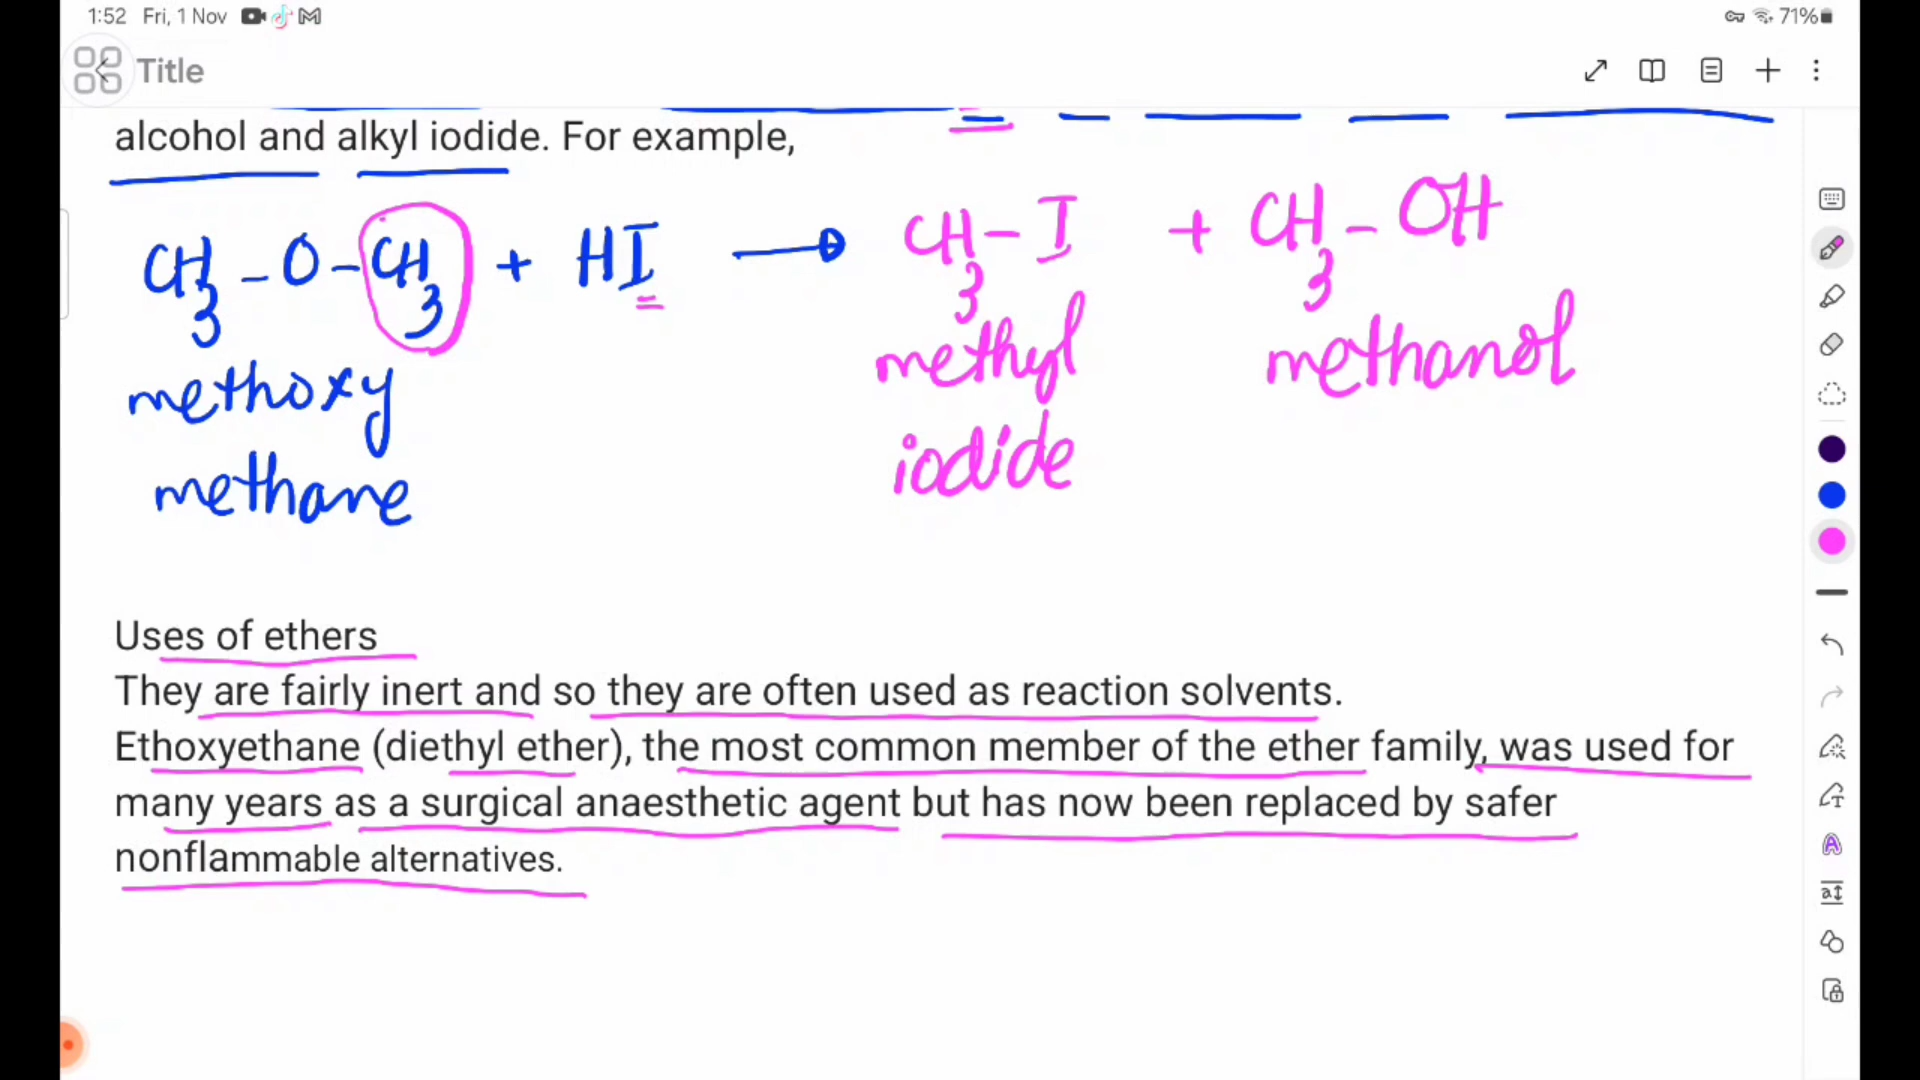 1:52 Fri, 1 Nov 71%
Title
alcohol and alkyl iodide. For example,
CH3 - O - CH3 + HI → CH3 - I + CH3 - OH
methoxy methyl methanol
methane iodide
Uses of ethers
They are fairly inert and so they are often used as reaction solvents.
Ethoxyethane (diethyl ether), the most common member of the ether family, was used for
many years as a surgical anaesthetic agent but has now been replaced by safer
nonflammable alternatives.